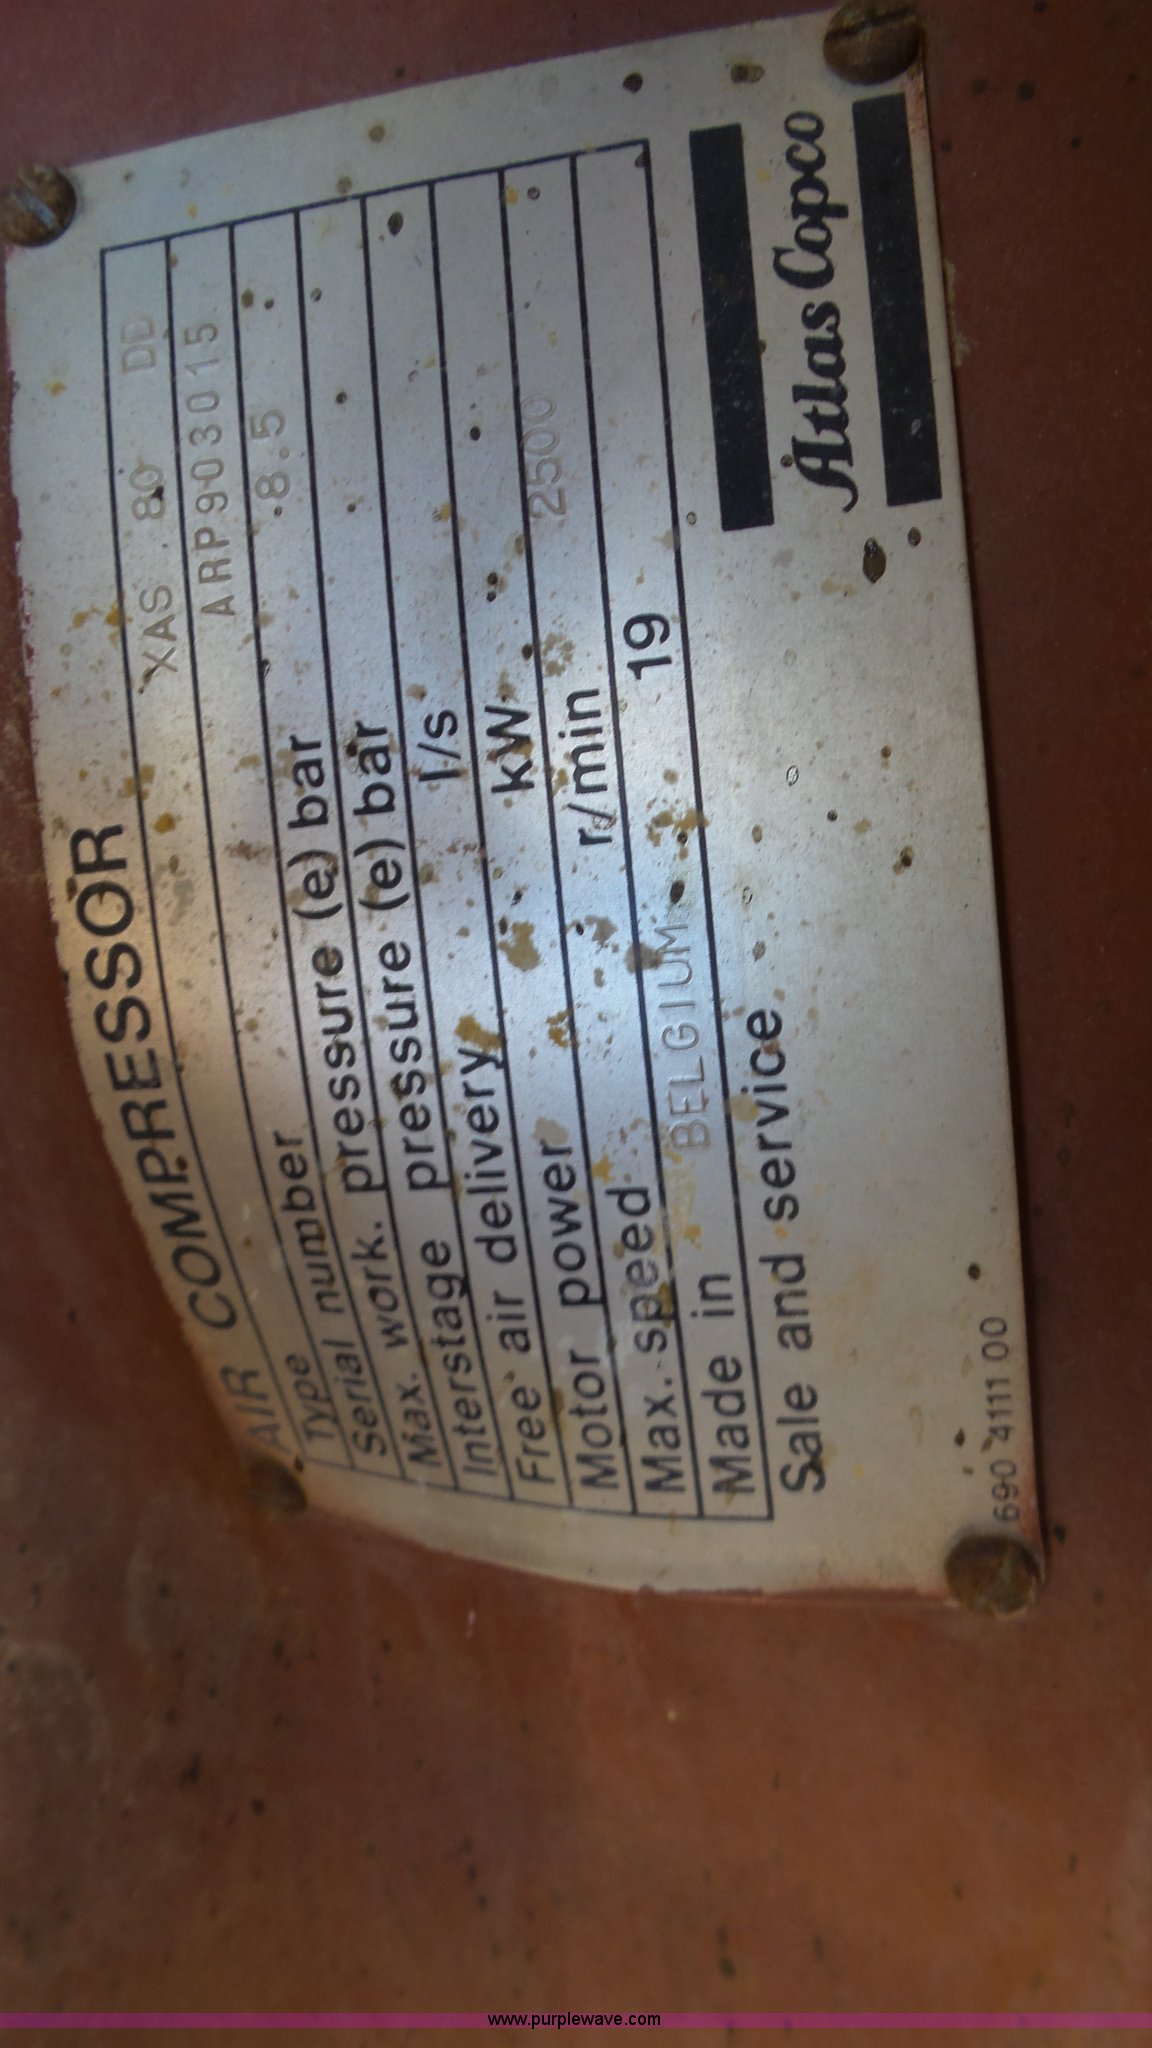 AIR COMPRESSOR
Type XAS 80 DD
Serial number ARP903015
Max. work. pressure (e) bar 8.5
Interstage pressure (e) bar
Free air delivery l/s
Motor power kW
Max. speed r/min 2500
Made in BELGIUM 19
Sale and service
Atlas Copco
690 4111 00
www.purplewave.com